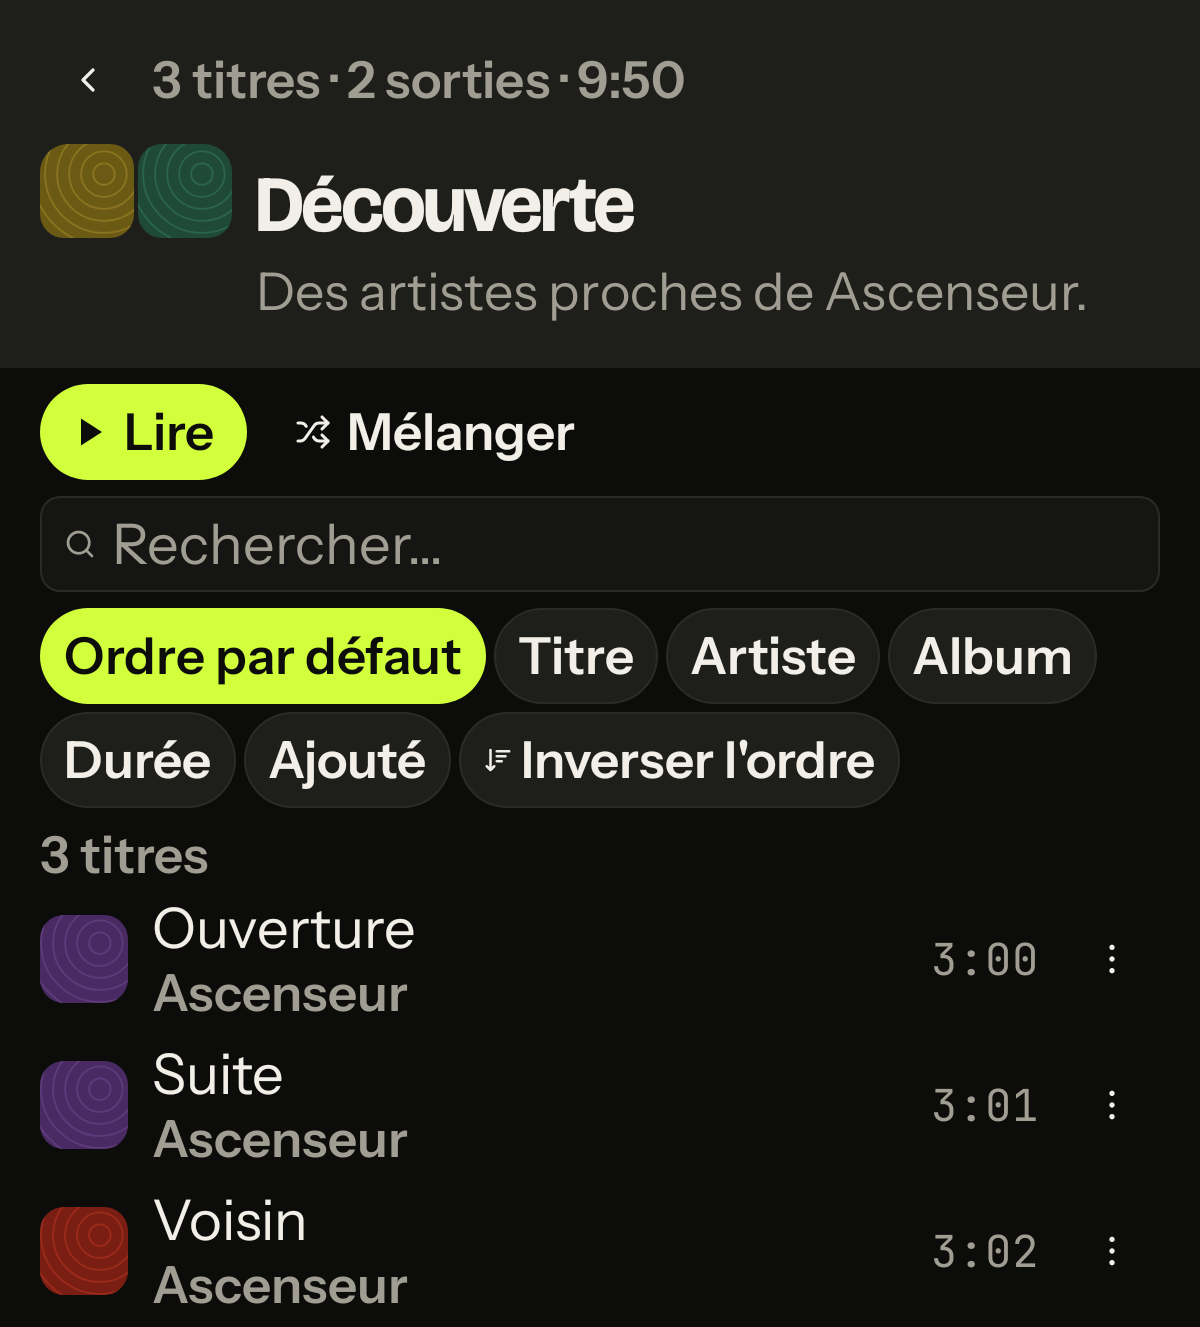 3 titres · 2 sorties · 9:50
Découverte
Des artistes proches de Ascenseur.
Lire
Mélanger
Rechercher...
Ordre par défaut
Titre
Artiste
Album
Durée
Ajouté
Inverser l'ordre
3 titres
Ouverture
Ascenseur
3:00
Suite
Ascenseur
3:01
Voisin
Ascenseur
3:02